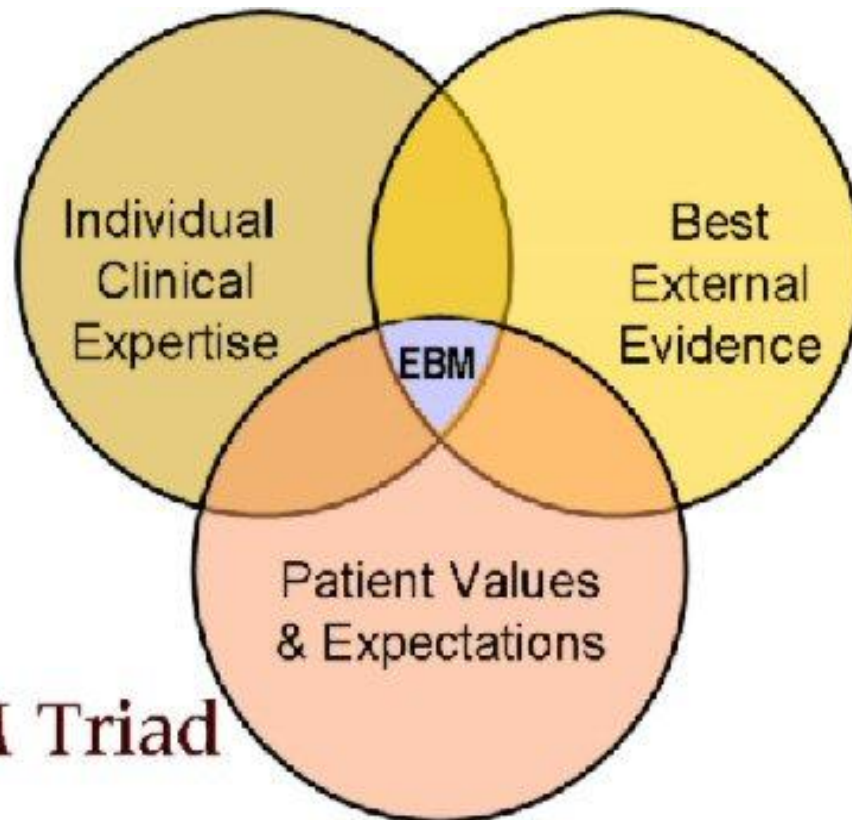 Individual
Clinical
Expertise
Best
External
Evidence
EBM
Patient Values
& Expectations
Triad